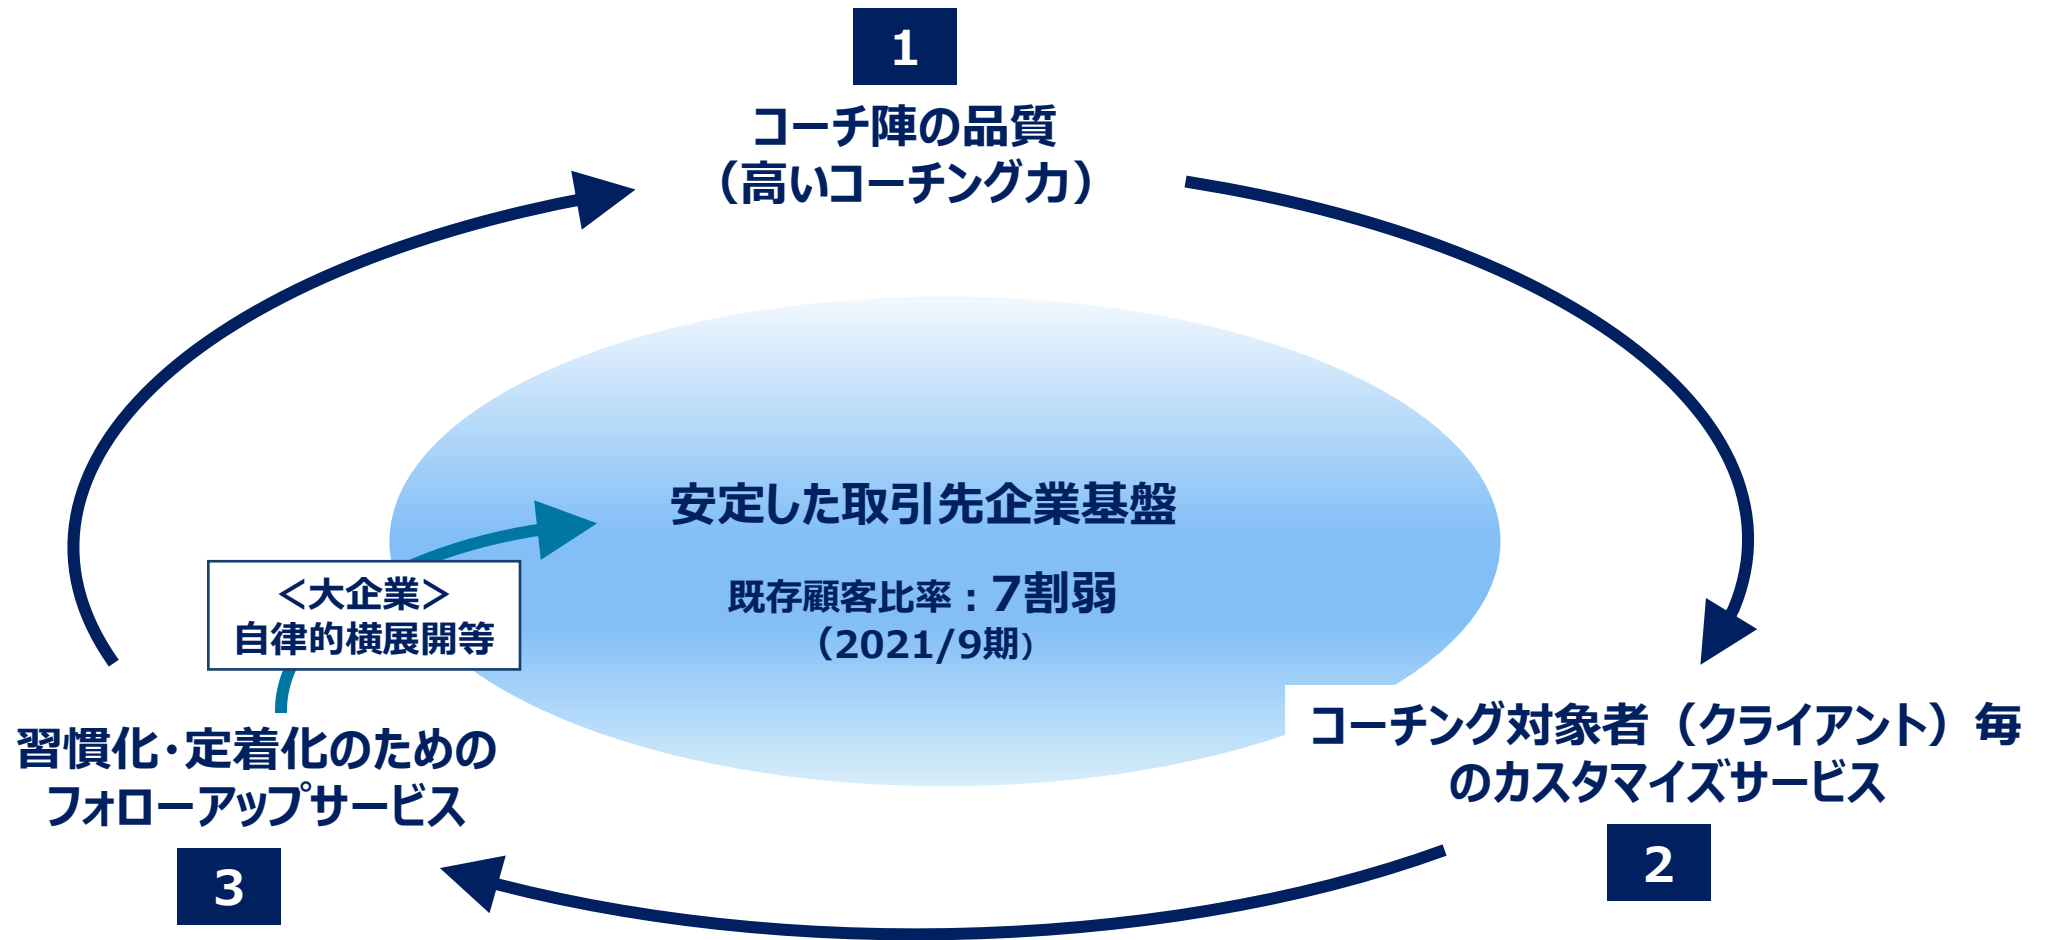 1
コーチ陣の品質
（高いコーチング力）
安定した取引先企業基盤
既存顧客比率：7割弱
（2021/9期）
＜大企業＞
自律的横展開等
習慣化・定着化のための
フォローアップサービス
3
コーチング対象者（クライアント）毎
のカスタマイズサービス
2